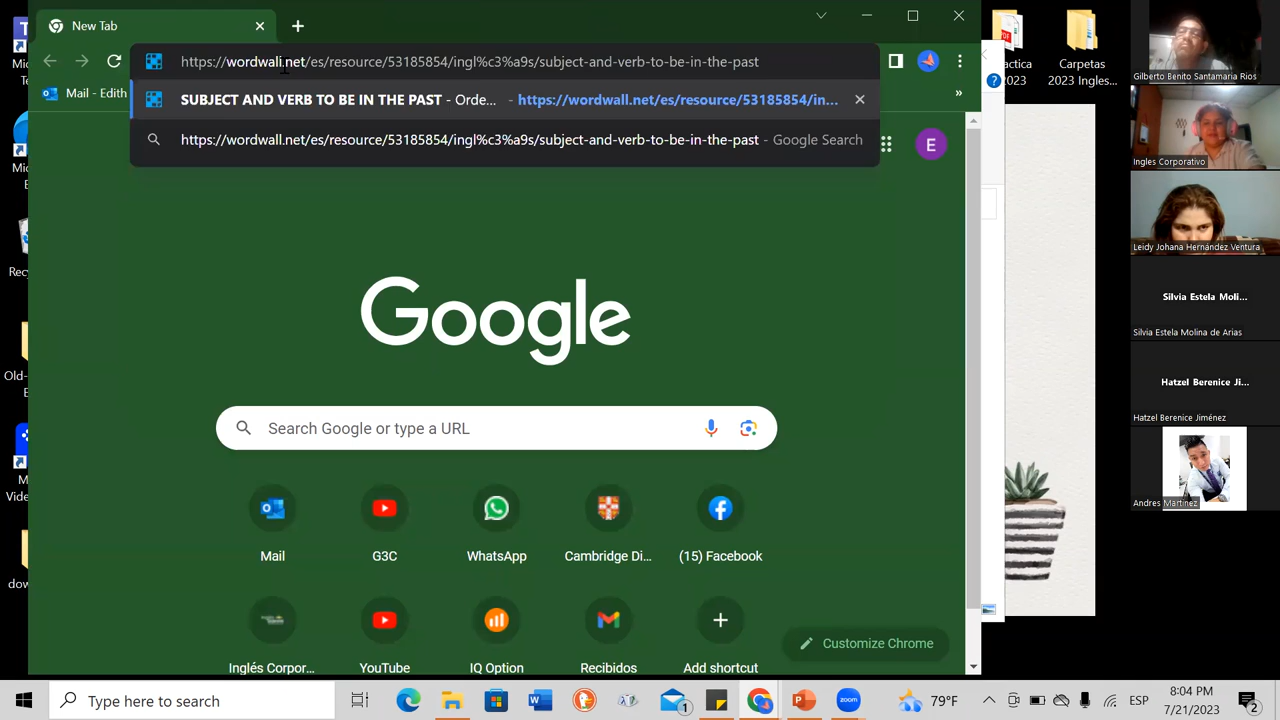 New Tab
https://wordwall.net/es/resource/53185854/ingl%c3%a9s/subject-and-verb-to-be-in-the-past
Mail - Edith
»
SUBJECT AND VERB TO BE IN THE PAST - Orde... - https://wordwall.net/es/resource/53185854/in...
https://wordwall.net/es/resource/53185854/ingl%c3%a9s/subject-and-verb-to-be-in-the-past - Google Search
E
Google
Search Google or type a URL
Mail
G3C
WhatsApp
Cambridge Di...
(15) Facebook
Inglés Corpor...
YouTube
IQ Option
Recibidos
Add shortcut
Customize Chrome
PDF
Carpetas
2023 Ingles...
Gilberto Benito Santamaria Rios
Ingles Corporativo
Leidy Johana Hernández Ventura
Silvia Estela Moli...
Silvia Estela Molina de Arias
Hatzel Berenice Ji...
Hatzel Berenice Jiménez
Andres Martinez
Type here to search
1
zoom
79°F
ESP
8:04 PM
7/21/2023
2